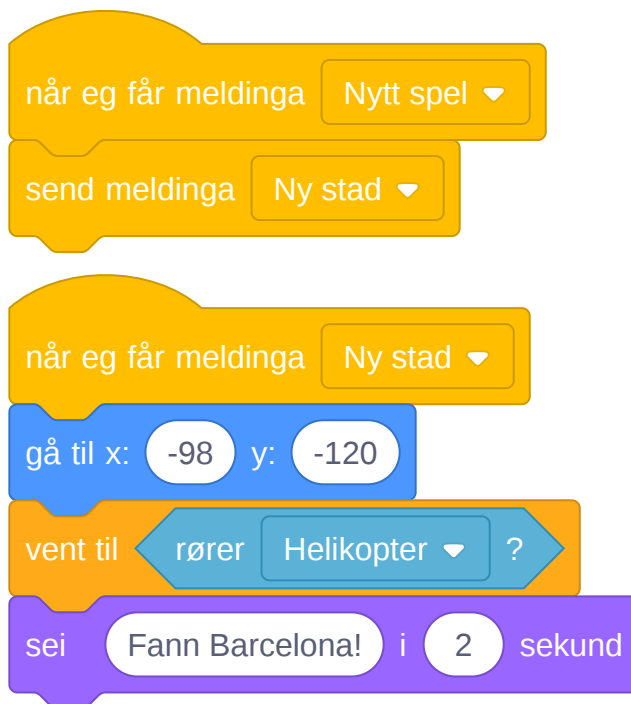 når eg får meldinga Nytt spel
send meldinga Ny stad
når eg får meldinga Ny stad
gå til x: -98 y: -120
vent til rører Helikopter ?
sei Fann Barcelona! i 2 sekund